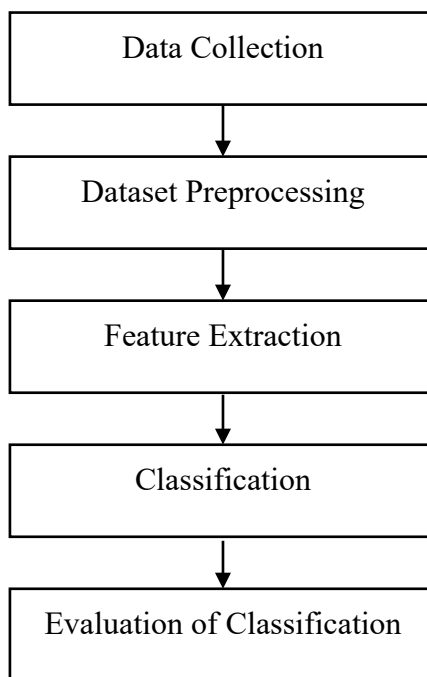 Data Collection
Dataset Preprocessing
Feature Extraction
Classification
Evaluation of Classification